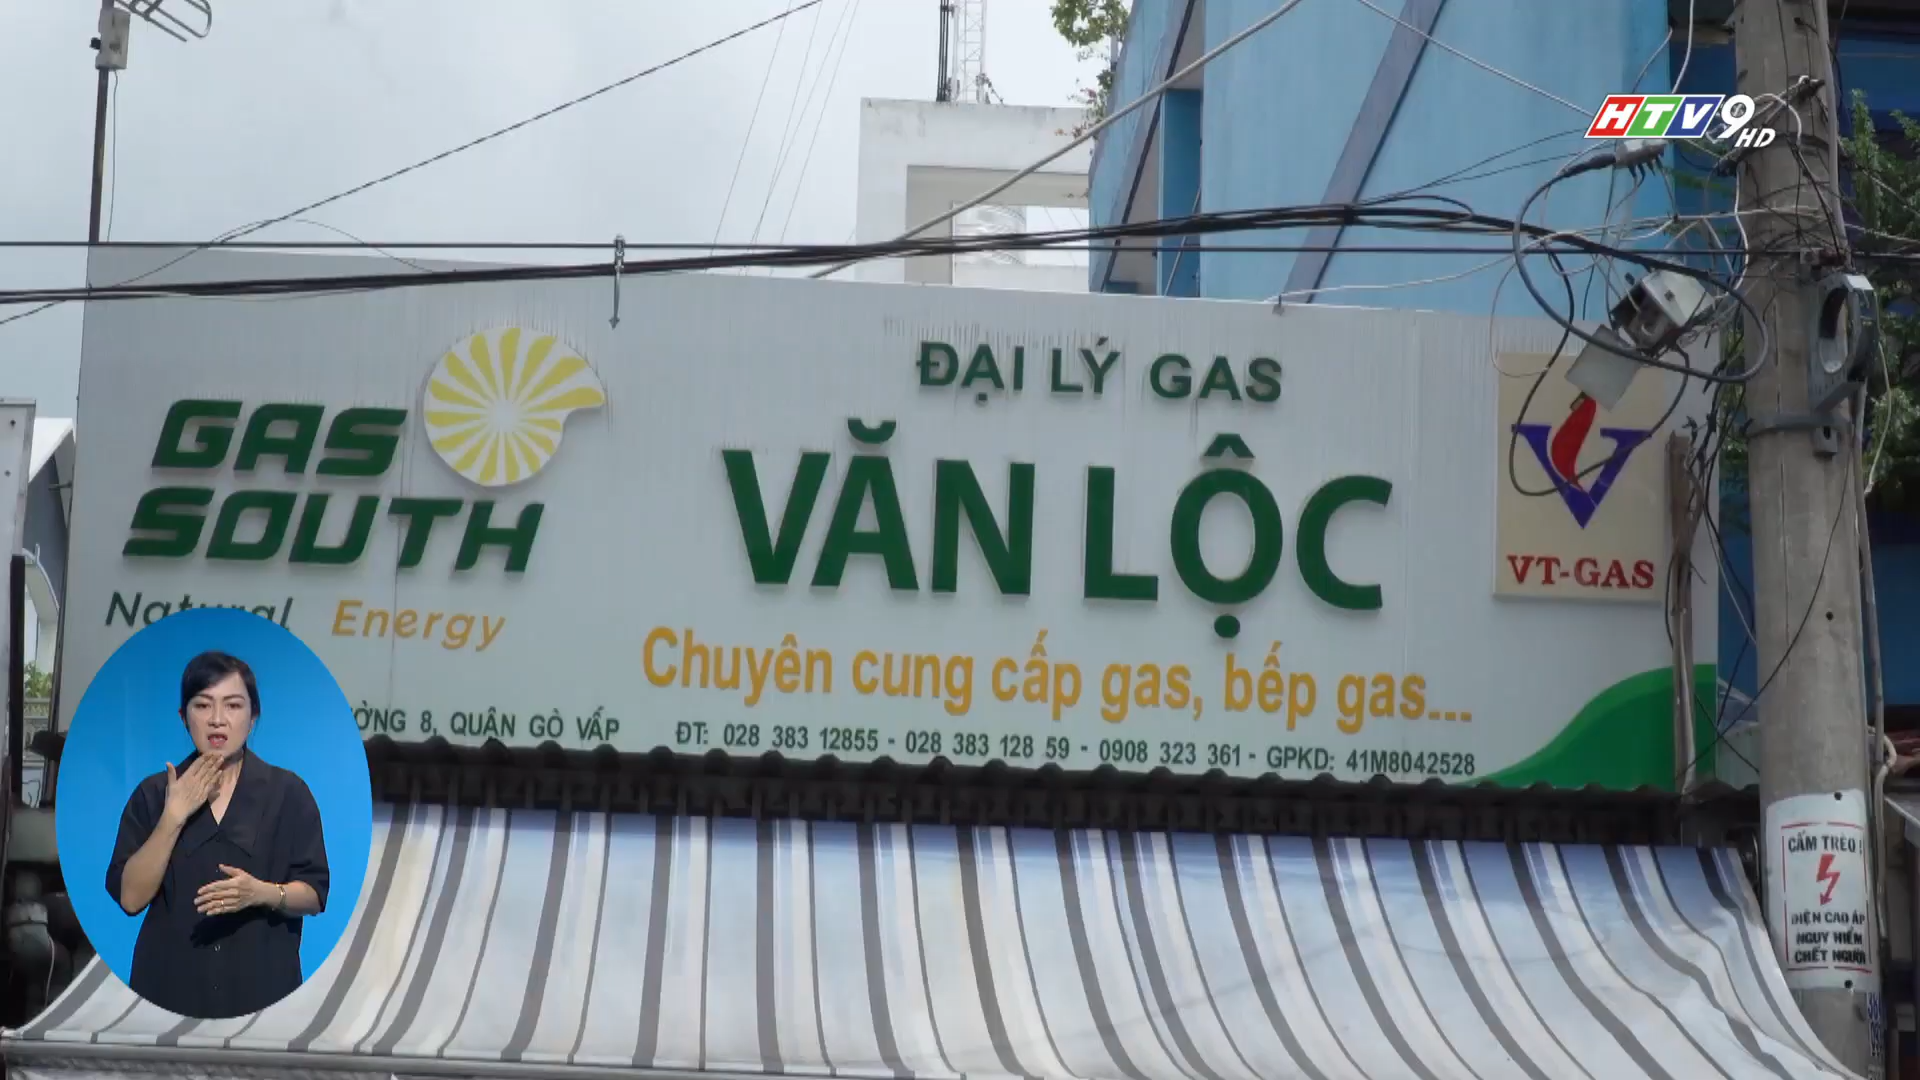 HTV9 HD
GAS
SOUTH
Natural Energy
ĐẠI LÝ GAS
VĂN LỘC
Chuyên cung cấp gas, bếp gas...
8, QUẬN GÒ VẤP ĐT: 028 383 12855 - 028 383 128 59 - 0908 323 361 - GPKD: 41M8042528
VT-GAS
CẤM TRÈO !
ĐIỆN CAO ÁP
NGUY HIỂM
CHẾT NGƯỜI